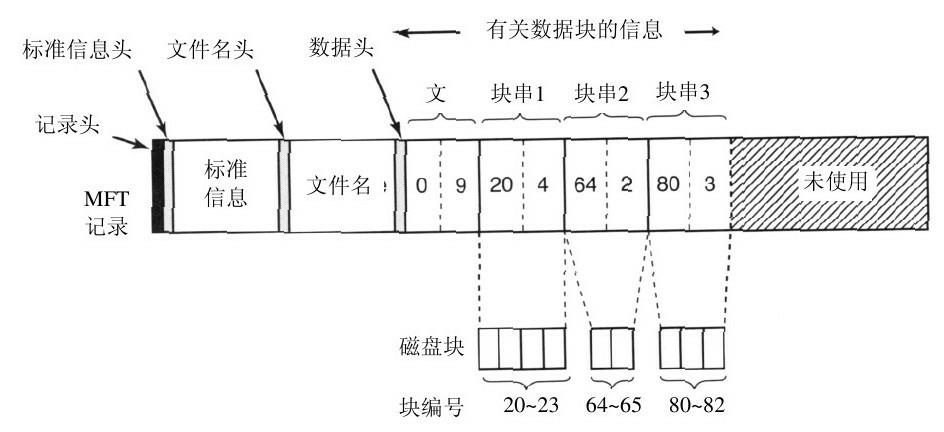 有关数据块的信息
标准信息头
文件名头
数据头
文
块串1
块串2
块串3
记录头
MFT
记录
标准
信息
文件名
0 9 20 4 64 2 80 3
未使用
磁盘块
块编号
20~23
64~65
80~82